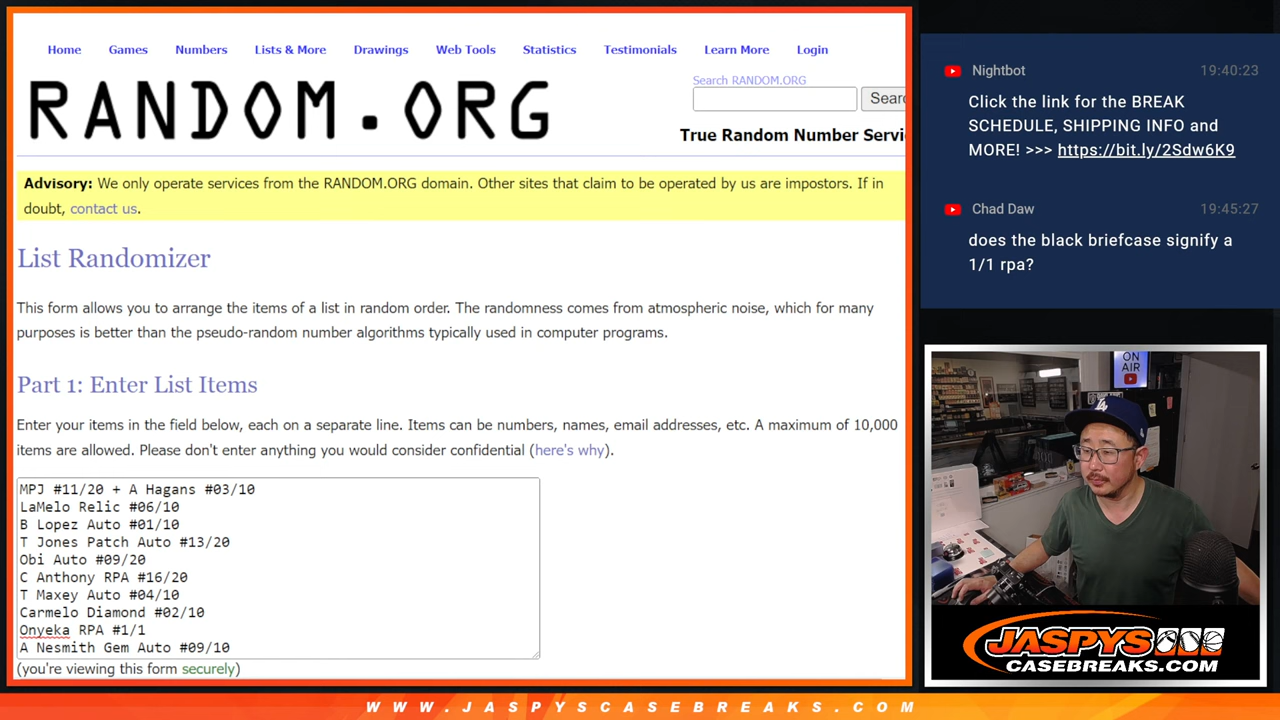 Home Games Numbers Lists & More Drawings Web Tools Statistics Testimonials Learn More Login
RANDOM.ORG
Search RANDOM.ORG
Searc
True Random Number Servi
Advisory: We only operate services from the RANDOM.ORG domain. Other sites that claim to be operated by us are impostors. If in
doubt, contact us.
List Randomizer
This form allows you to arrange the items of a list in random order. The randomness comes from atmospheric noise, which for many
purposes is better than the pseudo-random number algorithms typically used in computer programs.
Part 1: Enter List Items
Enter your items in the field below, each on a separate line. Items can be numbers, names, email addresses, etc. A maximum of 10,000
items are allowed. Please don't enter anything you would consider confidential (here's why).
MPJ #11/20 + A Hagans #03/10
LaMelo Relic #06/10
B Lopez Auto #01/10
T Jones Patch Auto #13/20
Obi Auto #09/20
C Anthony RPA #16/20
T Maxey Auto #04/10
Carmelo Diamond #02/10
Onyeka RPA #1/1
A Nesmith Gem Auto #09/10
(you're viewing this form securely)
Nightbot 19:40:23
Click the link for the BREAK
SCHEDULE, SHIPPING INFO and
MORE! >>> https://bit.ly/2Sdw6K9
Chad Daw 19:45:27
does the black briefcase signify a
1/1 rpa?
ON
AIR
LA
JASPYS
CASEBREAKS.COM
WWW.JASPYSCASEBREAKS.COM